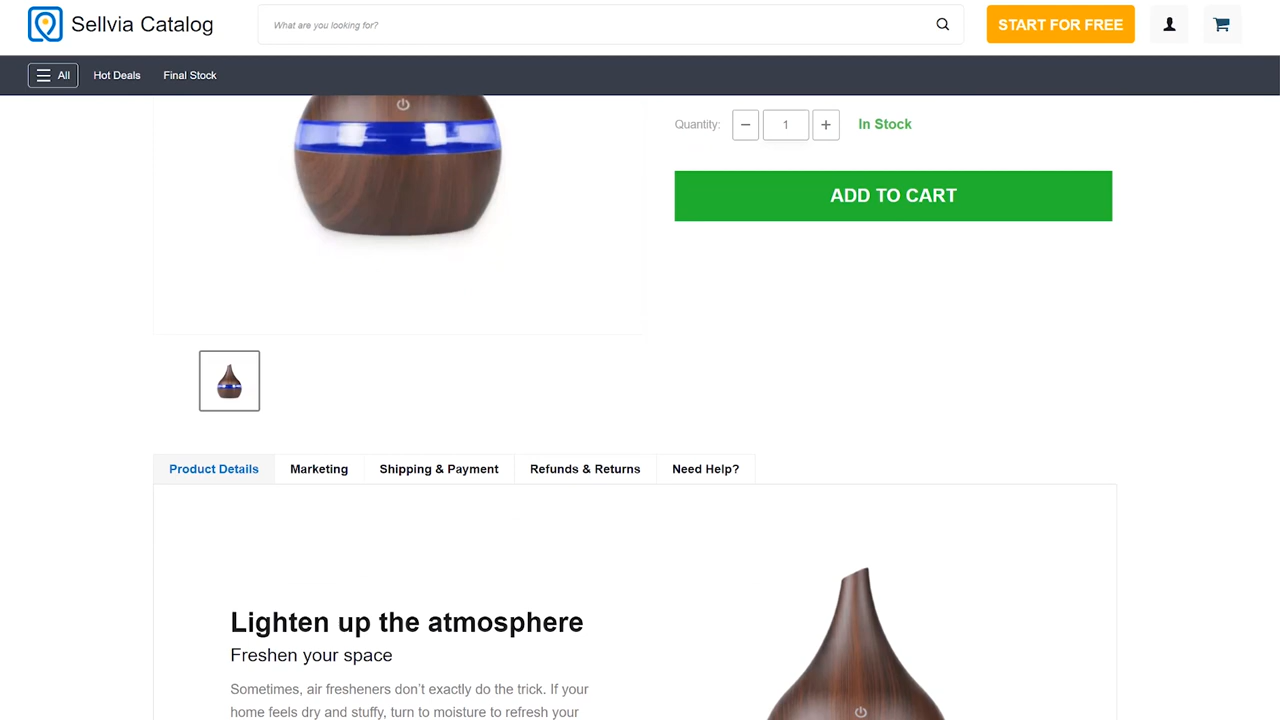 Sellvia Catalog
What are you looking for?
START FOR FREE
All
Hot Deals
Final Stock
Quantity:
1
In Stock
ADD TO CART
Product Details
Marketing
Shipping & Payment
Refunds & Returns
Need Help?
Lighten up the atmosphere
Freshen your space
Sometimes, air fresheners don’t exactly do the trick. If your
home feels dry and stuffy, turn to moisture to refresh your